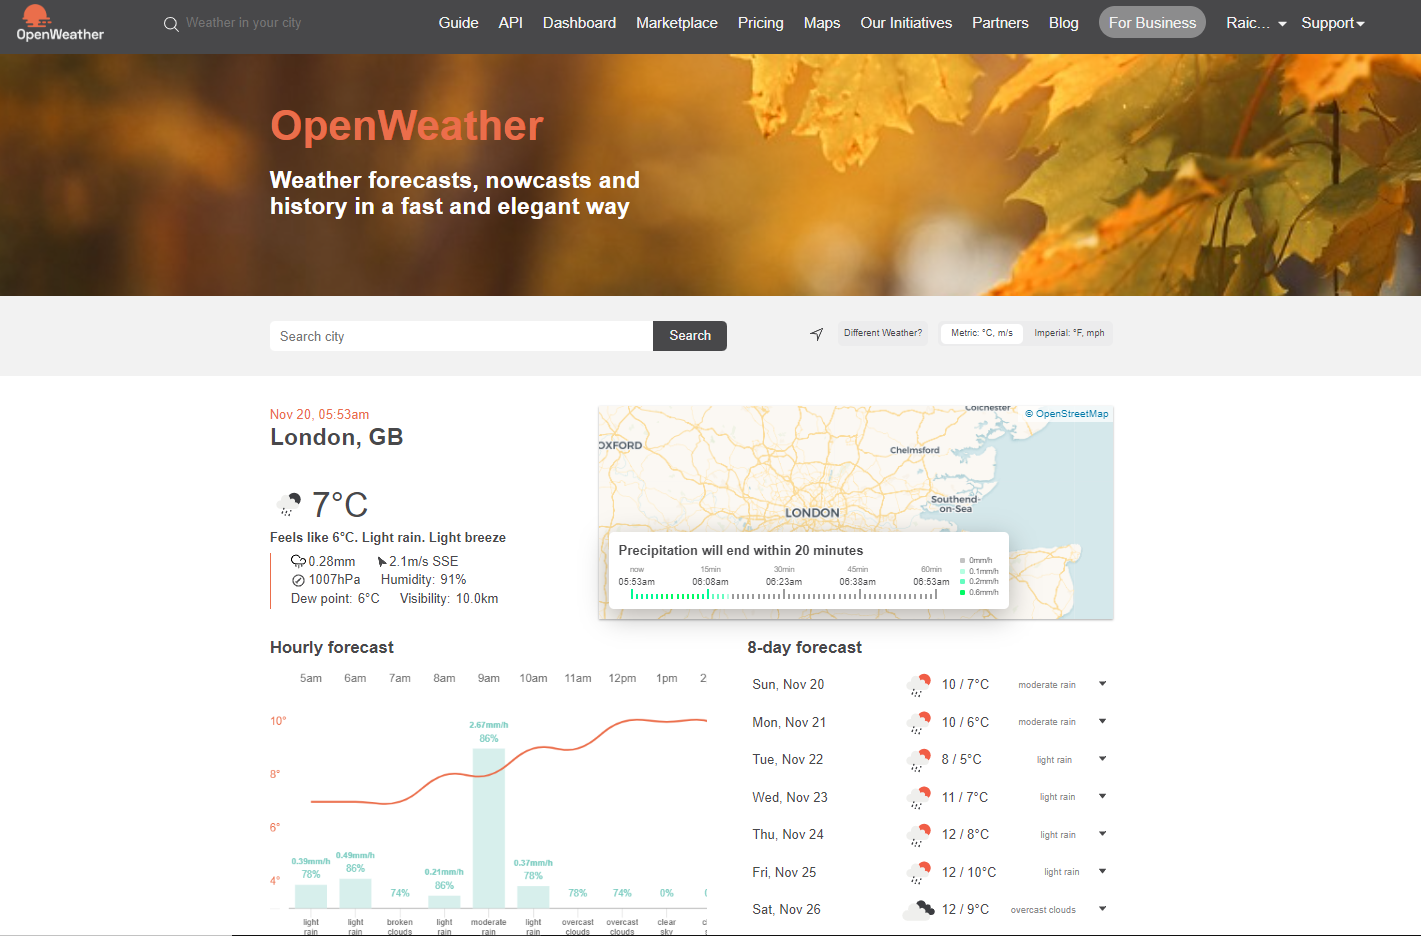 OpenWeather
Weather in your city
Guide API Dashboard Marketplace Pricing Maps Our Initiatives Partners Blog For Business Raic... Support
OpenWeather
Weather forecasts, nowcasts and
history in a fast and elegant way
Search city Search
Different Weather? Metric: °C, m/s Imperial: °F, mph
Nov 20, 05:53am
London, GB
7°C
Feels like 6°C. Light rain. Light breeze
0.28mm 2.1m/s SSE
1007hPa Humidity: 91%
Dew point: 6°C Visibility: 10.0km
Colchester
© OpenStreetMap
OXFORD
Chelmsford
Southend-
on-Sea
LONDON
Precipitation will end within 20 minutes
now 15min 30min 45min 60min
05:53am 06:08am 06:23am 06:38am 06:53am
0mm/h
0.1mm/h
0.2mm/h
0.6mm/h
Hourly forecast
5am 6am 7am 8am 9am 10am 11am 12pm 1pm 2
10°
8°
6°
4°
2.67mm/h
86%
0.39mm/h
78%
0.49mm/h
86%
74%
0.21mm/h
86%
0.37mm/h
78%
78%
74%
0%
light
rain
light
rain
broken
clouds
light
rain
moderate
rain
light
rain
overcast
clouds
overcast
clouds
clear
sky
8-day forecast
Sun, Nov 20 10 / 7°C moderate rain
Mon, Nov 21 10 / 6°C moderate rain
Tue, Nov 22 8 / 5°C light rain
Wed, Nov 23 11 / 7°C light rain
Thu, Nov 24 12 / 8°C light rain
Fri, Nov 25 12 / 10°C light rain
Sat, Nov 26 12 / 9°C overcast clouds